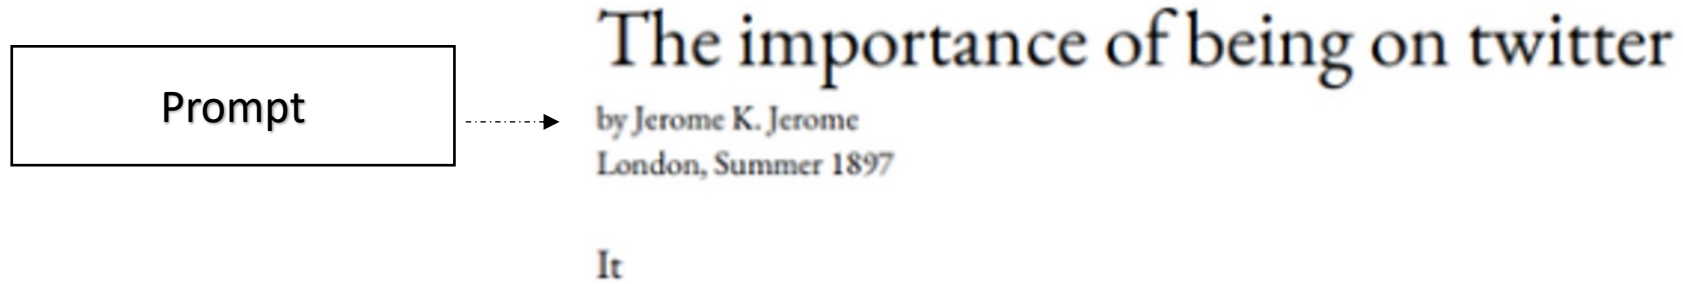 The importance of being on twitter
Prompt
by Jerome K. Jerome
London, Summer 1897
It